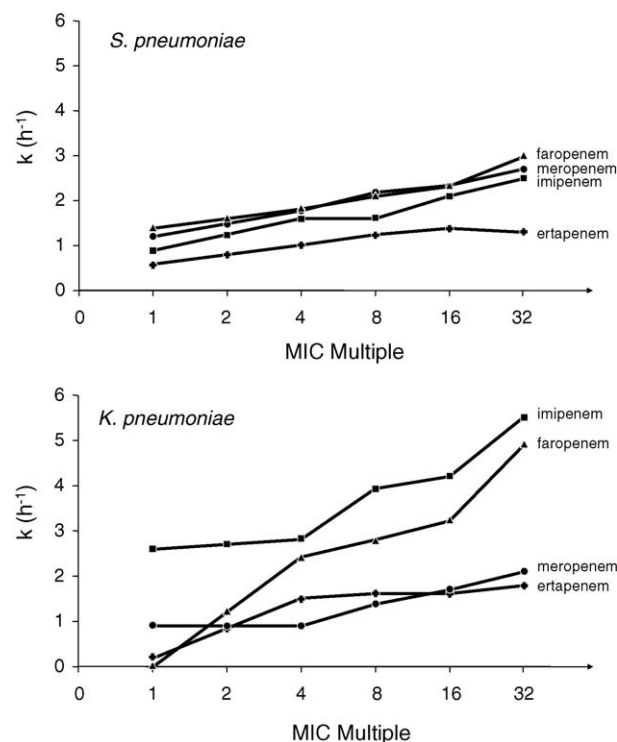 6
S. pneumoniae
5
4
k (h⁻¹)
3
faropenem
meropenem
imipenem
2
ertapenem
1
0
0 1 2 4 8 16 32
MIC Multiple
6
K. pneumoniae
imipenem
5
faropenem
4
k (h⁻¹)
3
2
meropenem
ertapenem
1
0
0 1 2 4 8 16 32
MIC Multiple